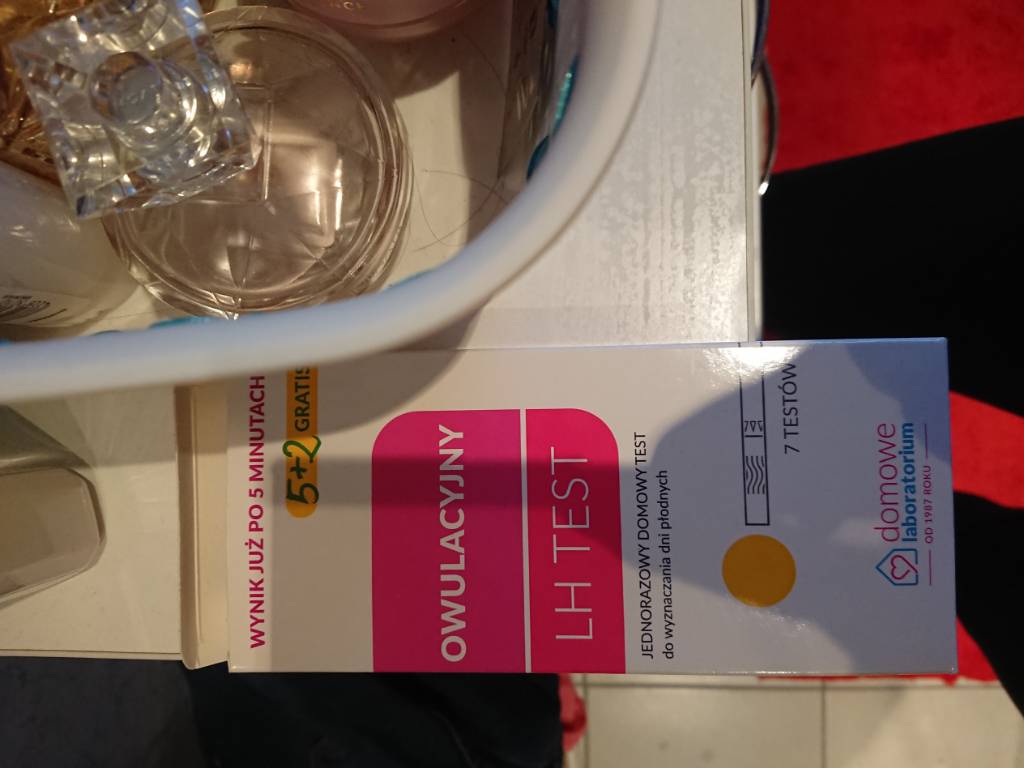 WYNIK JUŻ PO 5 MINUTACH
5+2 GRATIS
OWULACYJNY
LH TEST
JEDNORAZOWY DOMOWY TEST
do wyznaczania dni płodnych
7 TESTÓW
domowe
laboratorium
OD 1987 ROKU